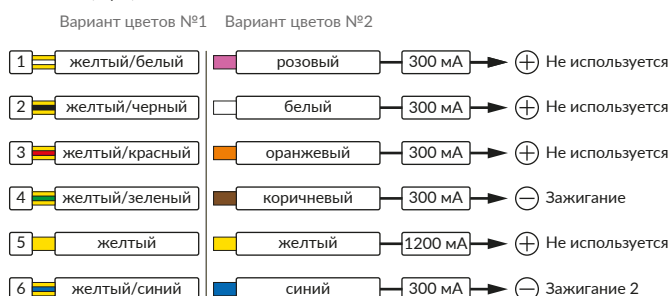 Вариант цветов №1 Вариант цветов №2
1 желтый/белый розовый 300 мА + Не используется
2 желтый/черный белый 300 мА + Не используется
3 желтый/красный оранжевый 300 мА + Не используется
4 желтый/зеленый коричневый 300 мА − Зажигание
5 желтый желтый 1200 мА + Не используется
6 желтый/синий синий 300 мА − Зажигание 2